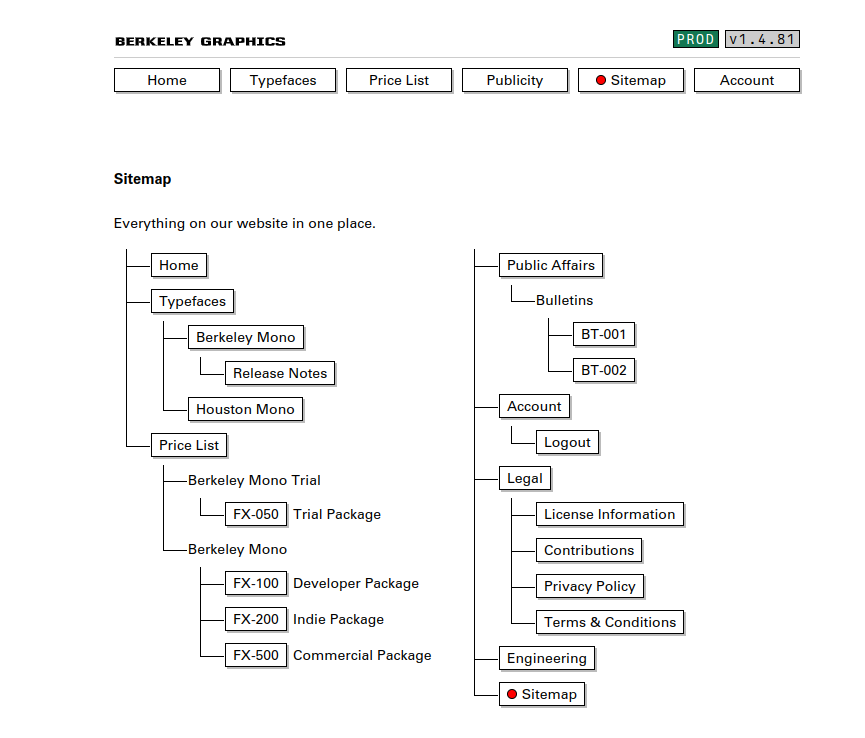 BERKELEY GRAPHICS
PROD v1.4.81
Home Typefaces Price List Publicity Sitemap Account
Sitemap
Everything on our website in one place.
Home
Typefaces
Berkeley Mono
Release Notes
Houston Mono
Price List
Berkeley Mono Trial
FX-050 Trial Package
Berkeley Mono
FX-100 Developer Package
FX-200 Indie Package
FX-500 Commercial Package
Public Affairs
Bulletins
BT-001
BT-002
Account
Logout
Legal
License Information
Contributions
Privacy Policy
Terms & Conditions
Engineering
Sitemap